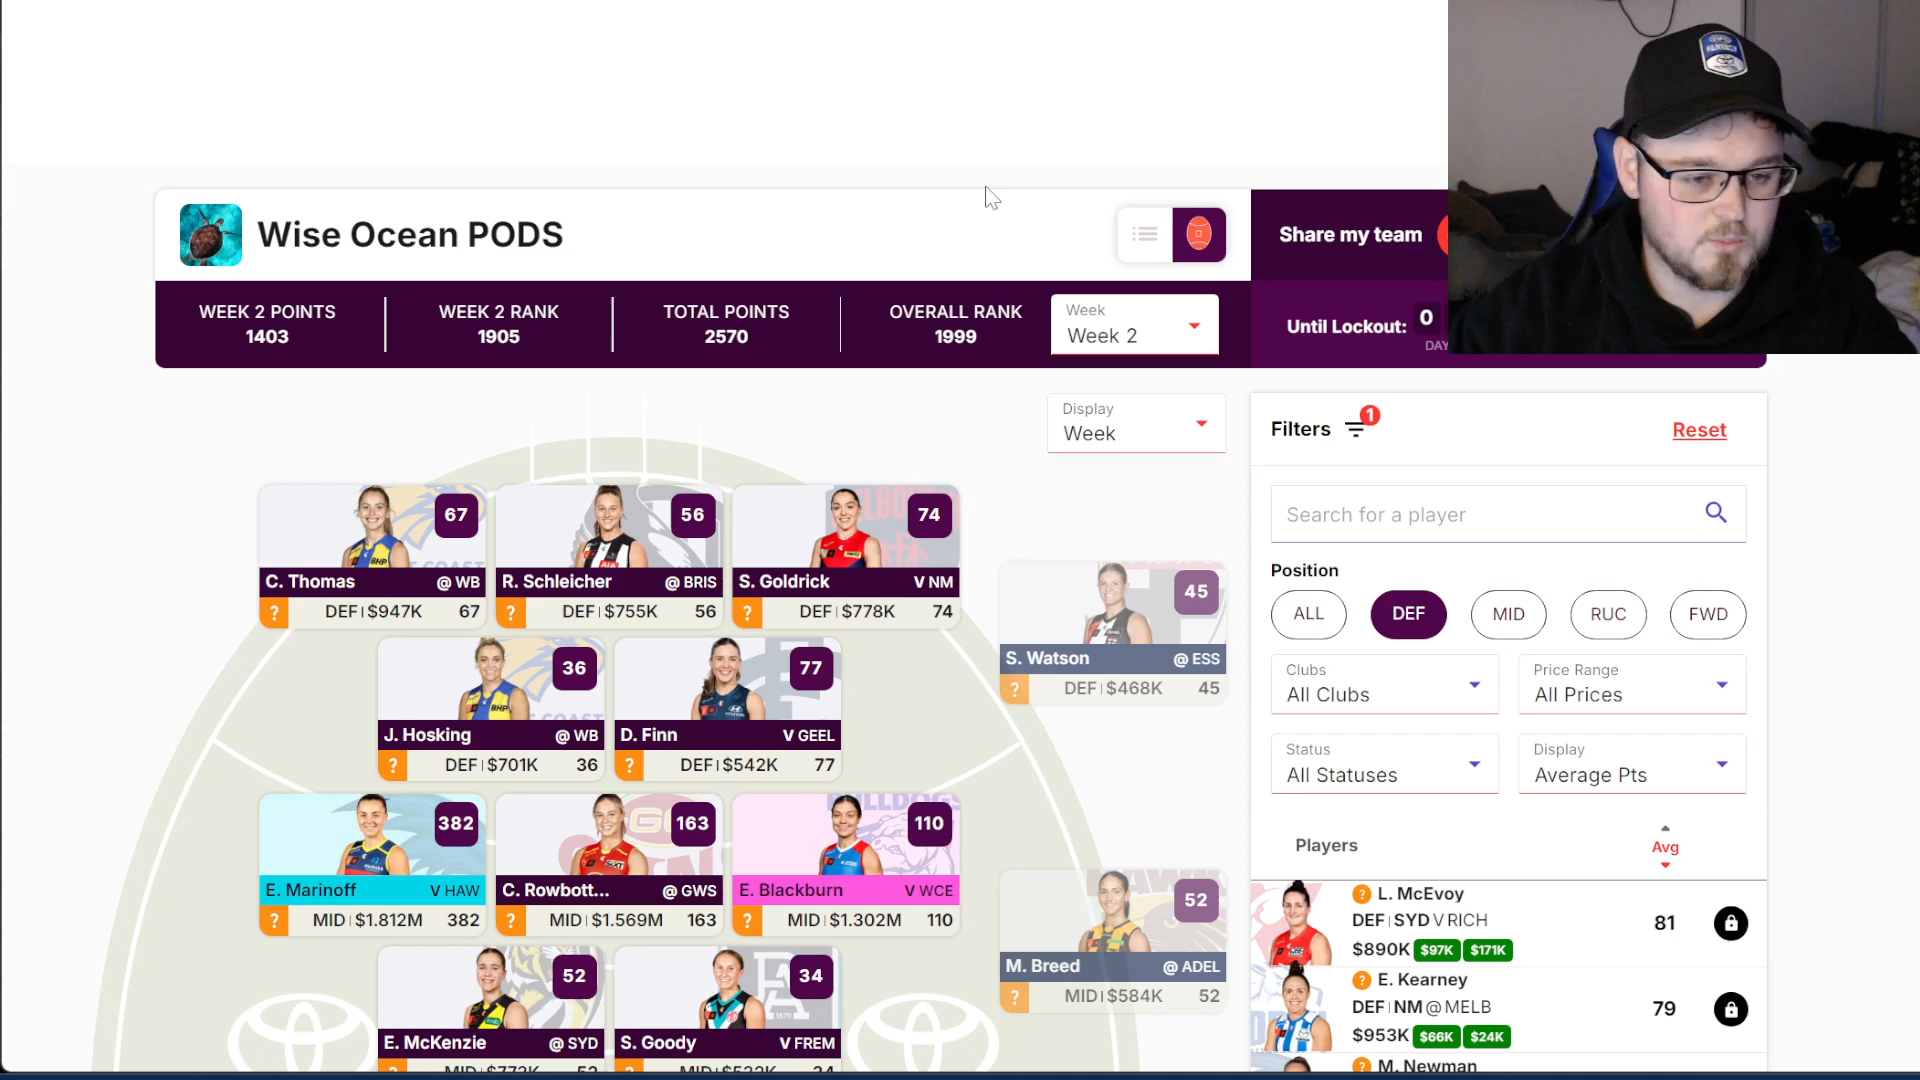 Wise Ocean PODS
Share my team
WEEK 2 POINTS
1403
WEEK 2 RANK
1905
TOTAL POINTS
2570
OVERALL RANK
1999
Week
Week 2
Until Lockout:
0
DAY
Display
Week
67
C. Thomas @ WB
? DEF | $947K 67
56
R. Schleicher @ BRIS
? DEF | $755K 56
74
S. Goldrick V NM
? DEF | $778K 74
45
S. Watson @ ESS
? DEF | $468K 45
36
J. Hosking @ WB
? DEF | $701K 36
77
D. Finn V GEEL
? DEF | $542K 77
382
E. Marinoff V HAW
? MID | $1.812M 382
163
C. Rowbott... @ GWS
? MID | $1.569M 163
110
E. Blackburn V WCE
? MID | $1.302M 110
52
M. Breed @ ADEL
? MID | $584K 52
52
E. McKenzie @ SYD
34
S. Goody V FREM
Filters
1
Reset
Search for a player
Position
ALL
DEF
MID
RUC
FWD
Clubs
All Clubs
Price Range
All Prices
Status
All Statuses
Display
Average Pts
Players
Avg
? L. McEvoy
DEF | SYD V RICH
$890K $97K $171K
81
? E. Kearney
DEF | NM @ MELB
$953K $66K $24K
79
? M. Newman